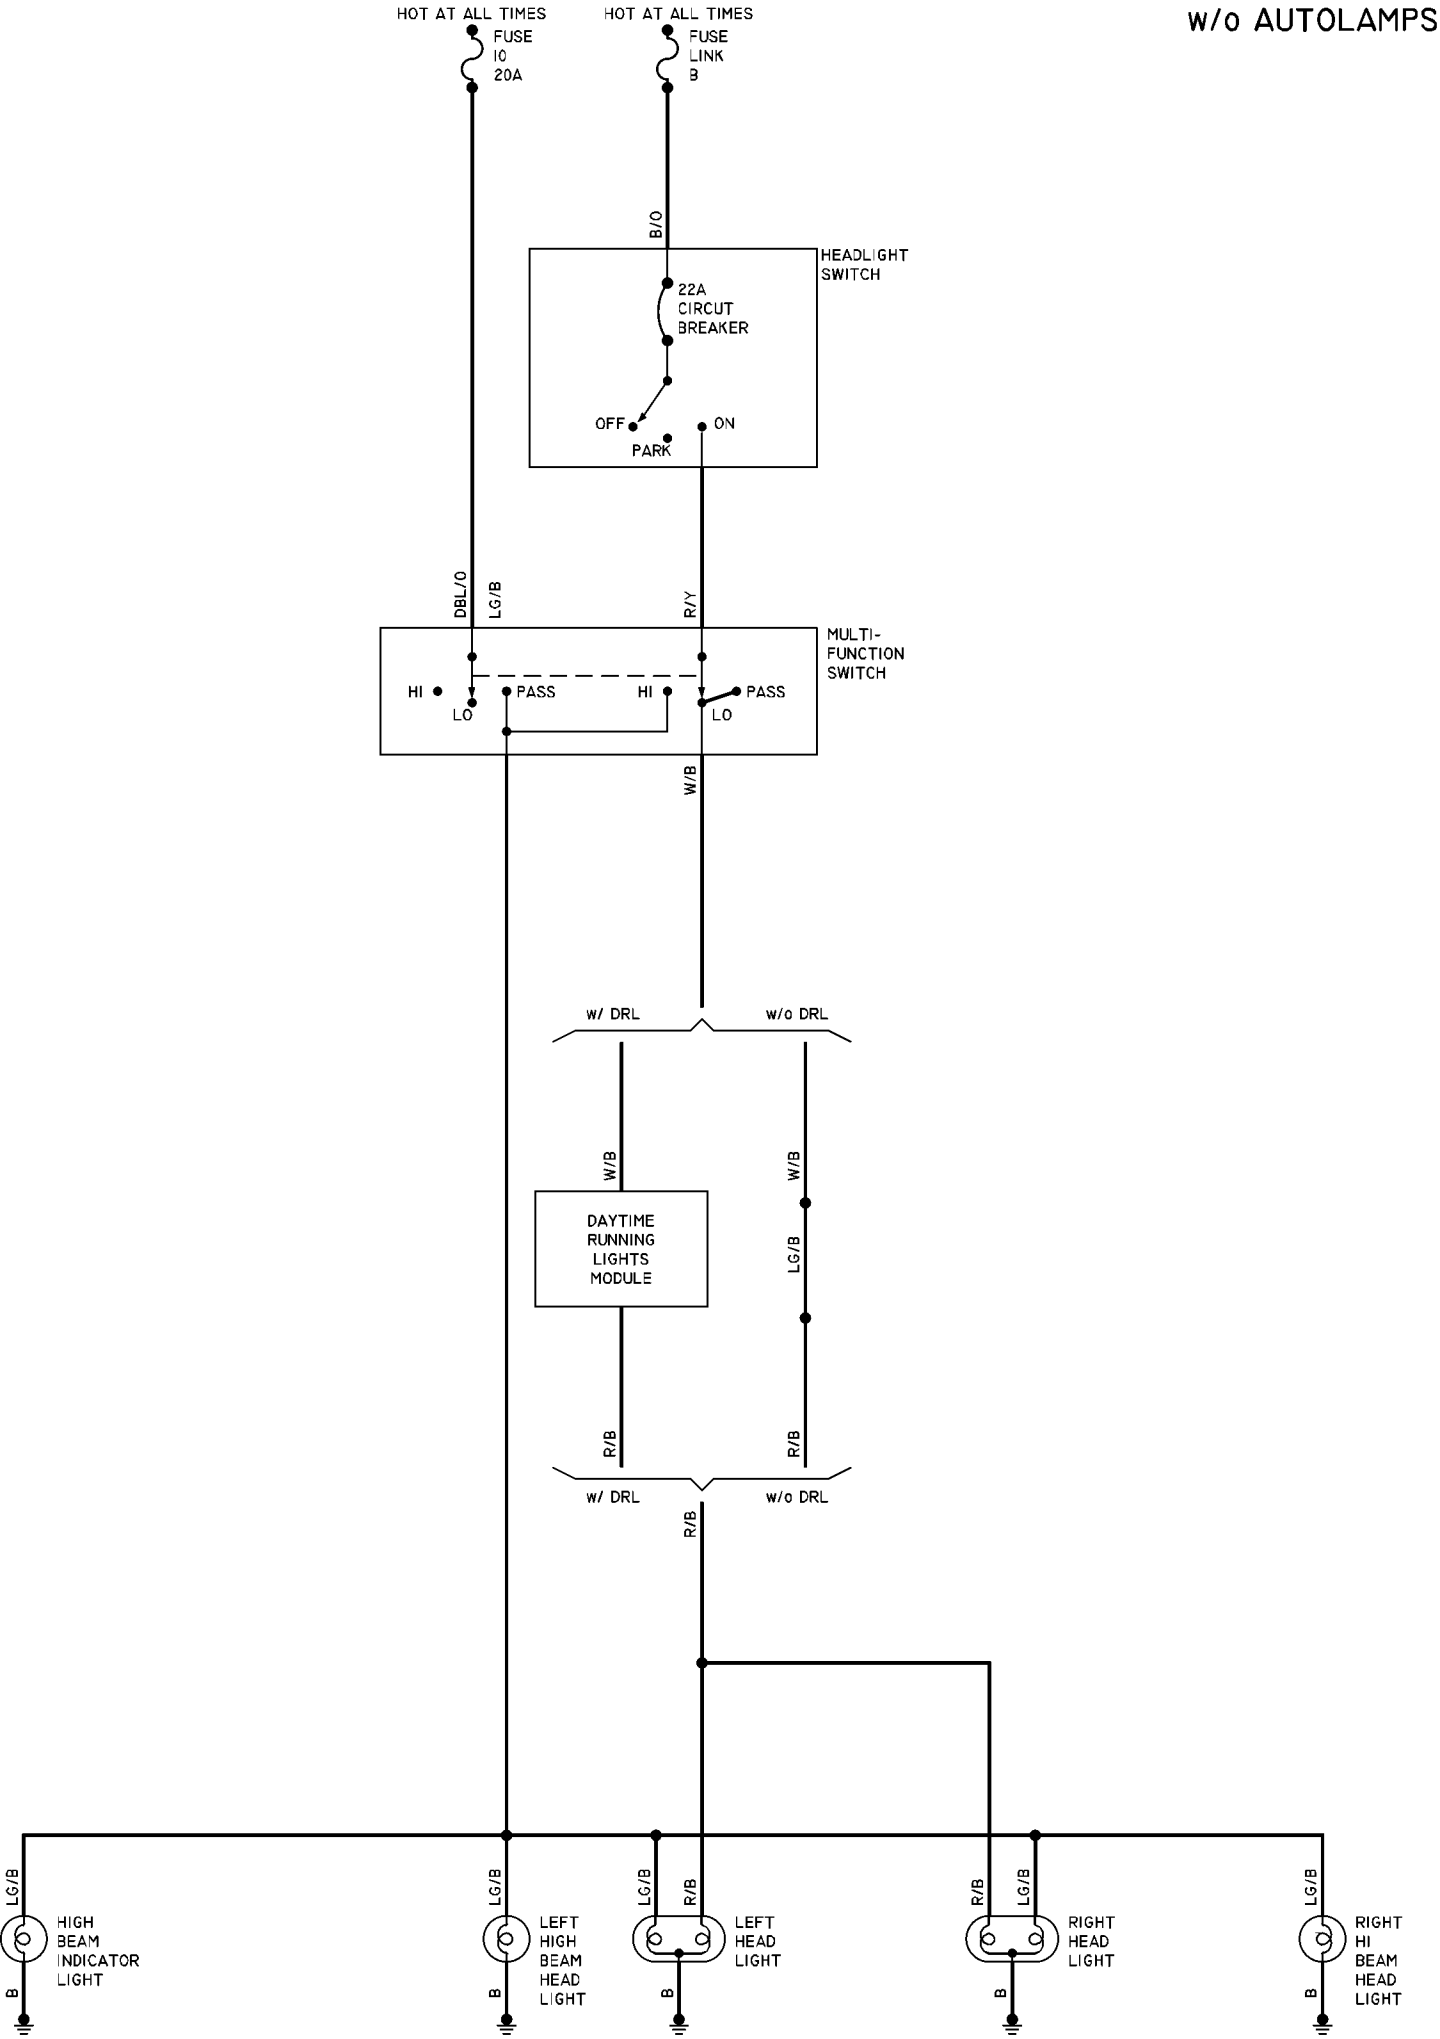 HOT AT ALL TIMES
HOT AT ALL TIMES
W/o AUTOLAMPS
FUSE
10
20A
FUSE
LINK
B
B/O
HEADLIGHT
SWITCH
22A
CIRCUT
BREAKER
OFF
ON
PARK
DBL/O
LG/B
R/Y
MULTI-
FUNCTION
SWITCH
HI
LO
PASS
HI
LO
PASS
W/B
w/ DRL
w/o DRL
W/B
W/B
DAYTIME
RUNNING
LIGHTS
MODULE
LG/B
R/B
R/B
w/ DRL
w/o DRL
R/B
LG/B
LG/B
LG/B
R/B
R/B
LG/B
LG/B
HIGH
BEAM
INDICATOR
LIGHT
LEFT
HIGH
BEAM
HEAD
LIGHT
LEFT
HEAD
LIGHT
RIGHT
HEAD
LIGHT
RIGHT
HI
BEAM
HEAD
LIGHT
B
B
B
B
B